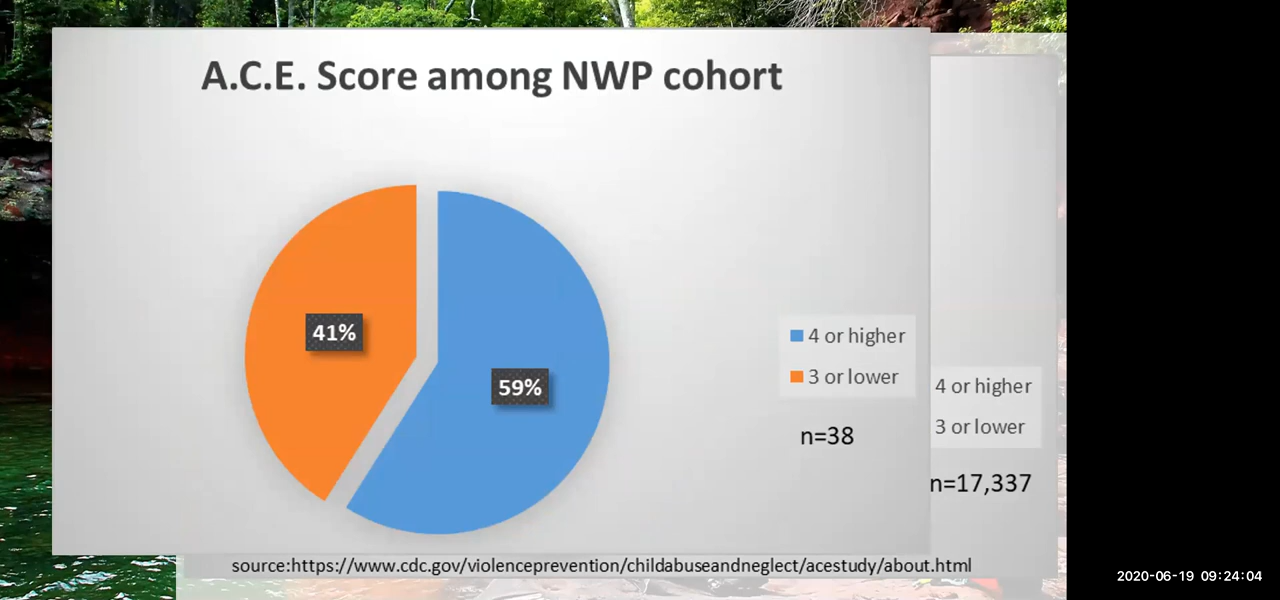 A.C.E. Score among NWP cohort
41%
59%
4 or higher
3 or lower
n=38
4 or higher
3 or lower
n=17,337
source:https://www.cdc.gov/violenceprevention/childabuseandneglect/acestudy/about.html
2020-06-19 09:24:04